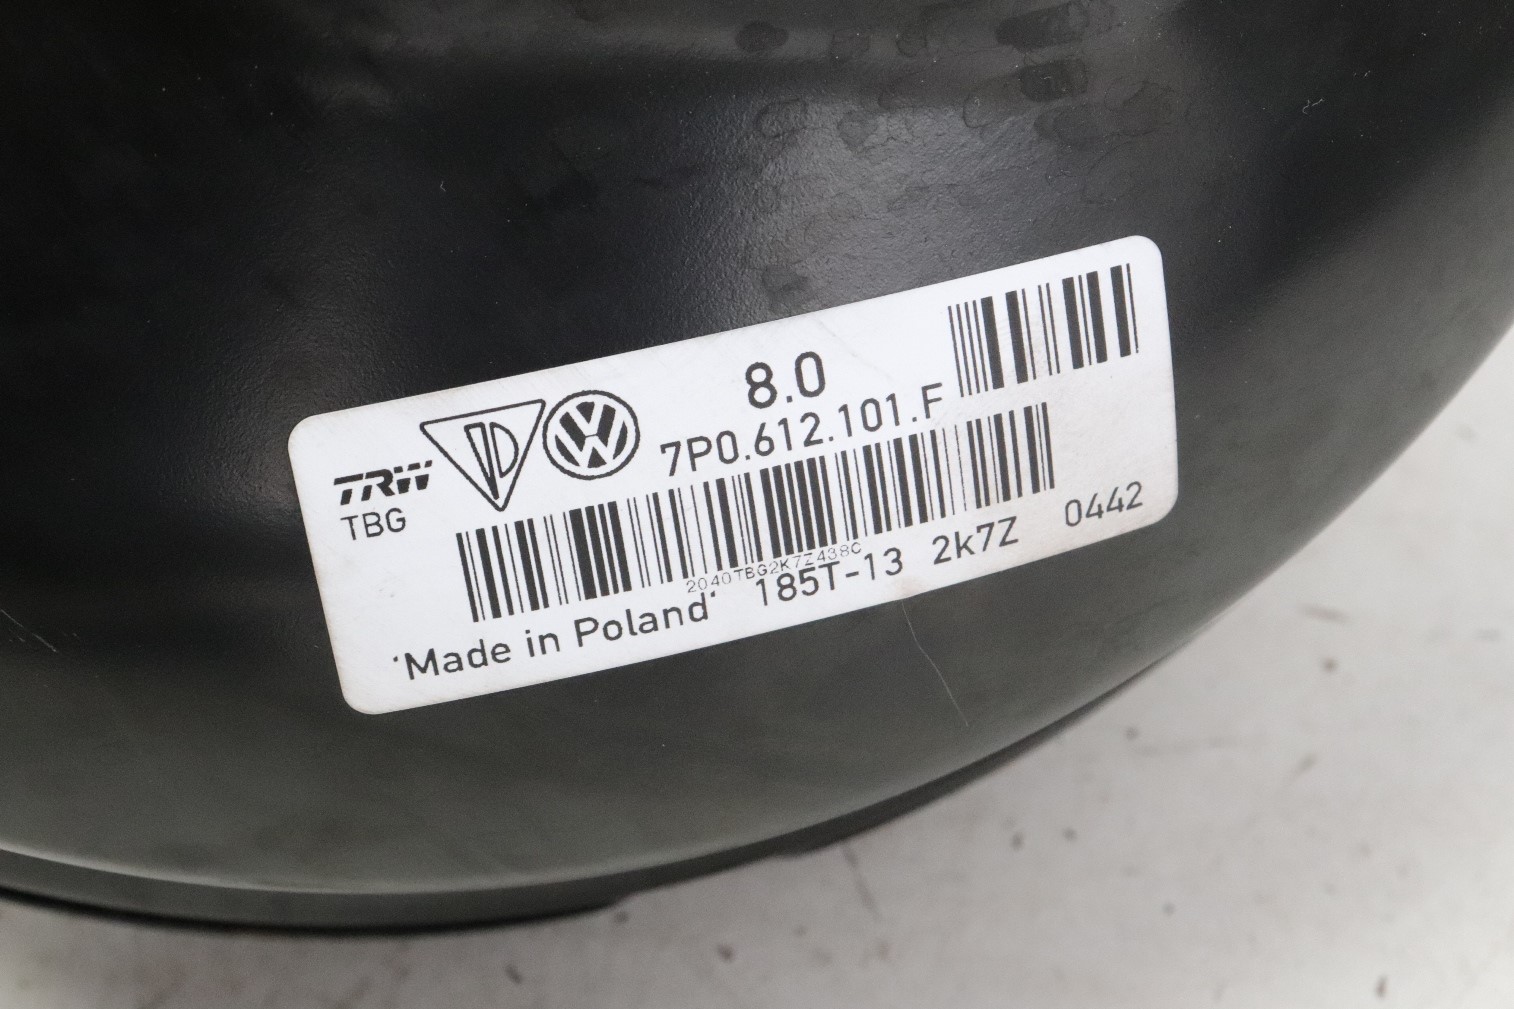 8.0
TRW
7P0.612.101.F
TBG
2040TBG2K7Z438C
'Made in Poland' 185T-13 2k7Z 0442